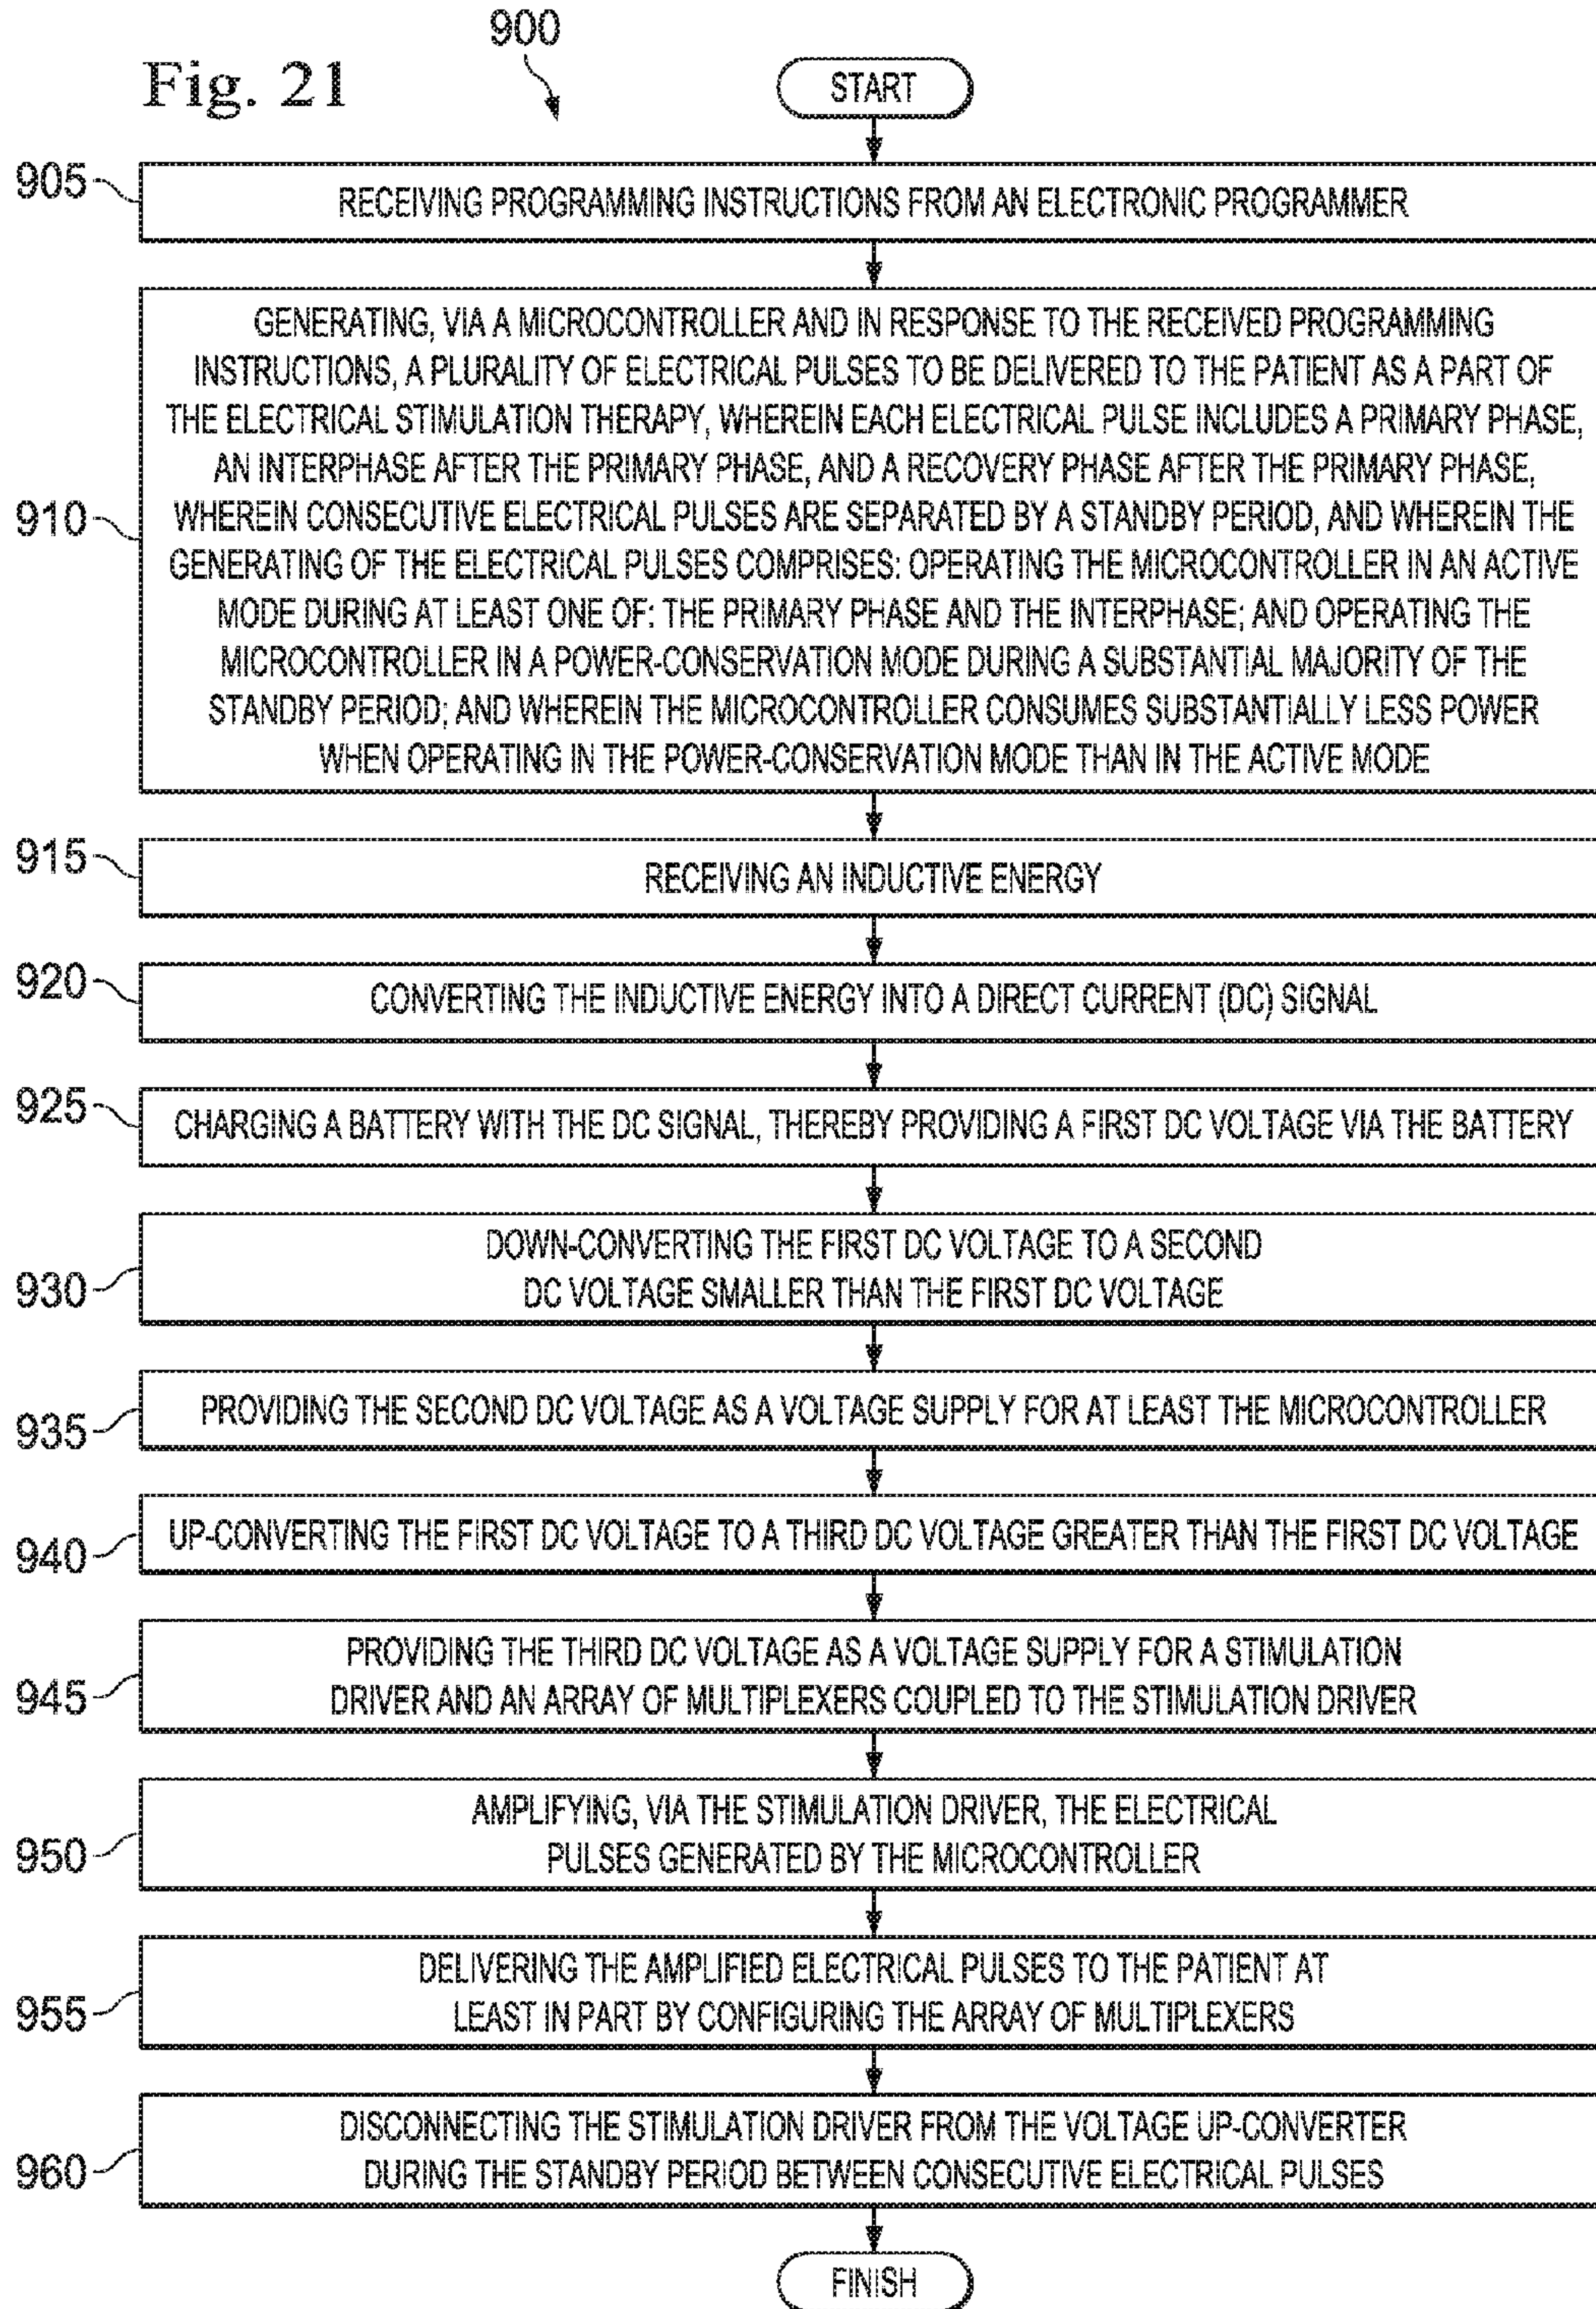 Fig. 21
900
START
905
RECEIVING PROGRAMMING INSTRUCTIONS FROM AN ELECTRONIC PROGRAMMER
910
GENERATING, VIA A MICROCONTROLLER AND IN RESPONSE TO THE RECEIVED PROGRAMMING
INSTRUCTIONS, A PLURALITY OF ELECTRICAL PULSES TO BE DELIVERED TO THE PATIENT AS A PART OF
THE ELECTRICAL STIMULATION THERAPY, WHEREIN EACH ELECTRICAL PULSE INCLUDES A PRIMARY PHASE,
AN INTERPHASE AFTER THE PRIMARY PHASE, AND A RECOVERY PHASE AFTER THE PRIMARY PHASE,
WHEREIN CONSECUTIVE ELECTRICAL PULSES ARE SEPARATED BY A STANDBY PERIOD, AND WHEREIN THE
GENERATING OF THE ELECTRICAL PULSES COMPRISES: OPERATING THE MICROCONTROLLER IN AN ACTIVE
MODE DURING AT LEAST ONE OF: THE PRIMARY PHASE AND THE INTERPHASE; AND OPERATING THE
MICROCONTROLLER IN A POWER-CONSERVATION MODE DURING A SUBSTANTIAL MAJORITY OF THE
STANDBY PERIOD; AND WHEREIN THE MICROCONTROLLER CONSUMES SUBSTANTIALLY LESS POWER
WHEN OPERATING IN THE POWER-CONSERVATION MODE THAN IN THE ACTIVE MODE
915
RECEIVING AN INDUCTIVE ENERGY
920
CONVERTING THE INDUCTIVE ENERGY INTO A DIRECT CURRENT (DC) SIGNAL
925
CHARGING A BATTERY WITH THE DC SIGNAL, THEREBY PROVIDING A FIRST DC VOLTAGE VIA THE BATTERY
930
DOWN-CONVERTING THE FIRST DC VOLTAGE TO A SECOND
DC VOLTAGE SMALLER THAN THE FIRST DC VOLTAGE
935
PROVIDING THE SECOND DC VOLTAGE AS A VOLTAGE SUPPLY FOR AT LEAST THE MICROCONTROLLER
940
UP-CONVERTING THE FIRST DC VOLTAGE TO A THIRD DC VOLTAGE GREATER THAN THE FIRST DC VOLTAGE
945
PROVIDING THE THIRD DC VOLTAGE AS A VOLTAGE SUPPLY FOR A STIMULATION
DRIVER AND AN ARRAY OF MULTIPLEXERS COUPLED TO THE STIMULATION DRIVER
950
AMPLIFYING, VIA THE STIMULATION DRIVER, THE ELECTRICAL
PULSES GENERATED BY THE MICROCONTROLLER
955
DELIVERING THE AMPLIFIED ELECTRICAL PULSES TO THE PATIENT AT
LEAST IN PART BY CONFIGURING THE ARRAY OF MULTIPLEXERS
960
DISCONNECTING THE STIMULATION DRIVER FROM THE VOLTAGE UP-CONVERTER
DURING THE STANDBY PERIOD BETWEEN CONSECUTIVE ELECTRICAL PULSES
FINISH